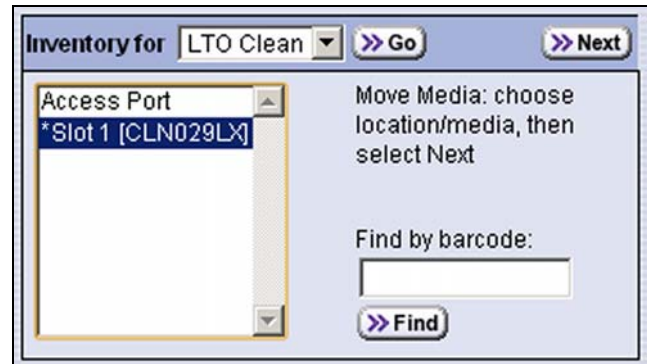 Inventory for LTO Clean >> Go >> Next
Access Port
*Slot 1 [CLN029LX]
Move Media: choose
location/media, then
select Next
Find by barcode:
>> Find